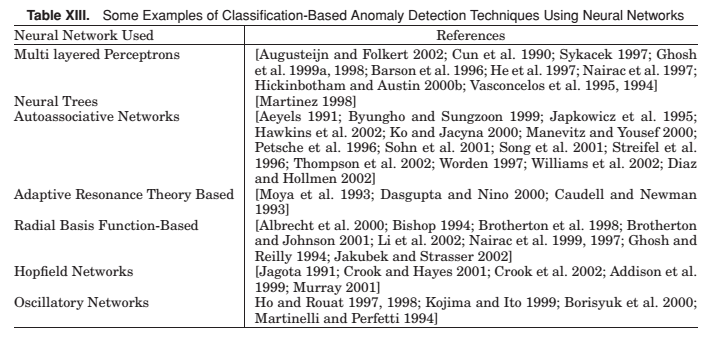 Table XIII. Some Examples of Classification-Based Anomaly Detection Techniques Using Neural Networks
Neural Network Used References
Multi layered Perceptrons [Augusteijn and Folkert 2002; Cun et al. 1990; Sykacek 1997; Ghosh
et al. 1999a, 1998; Barson et al. 1996; He et al. 1997; Nairac et al. 1997;
Hickinbotham and Austin 2000b; Vasconcelos et al. 1995, 1994]
Neural Trees [Martinez 1998]
Autoassociative Networks [Aeyels 1991; Byungho and Sungzoon 1999; Japkowicz et al. 1995;
Hawkins et al. 2002; Ko and Jacyna 2000; Manevitz and Yousef 2000;
Petsche et al. 1996; Sohn et al. 2001; Song et al. 2001; Streifel et al.
1996; Thompson et al. 2002; Worden 1997; Williams et al. 2002; Diaz
and Hollmen 2002]
Adaptive Resonance Theory Based [Moya et al. 1993; Dasgupta and Nino 2000; Caudell and Newman
1993]
Radial Basis Function-Based [Albrecht et al. 2000; Bishop 1994; Brotherton et al. 1998; Brotherton
and Johnson 2001; Li et al. 2002; Nairac et al. 1999, 1997; Ghosh and
Reilly 1994; Jakubek and Strasser 2002]
Hopfield Networks [Jagota 1991; Crook and Hayes 2001; Crook et al. 2002; Addison et al.
1999; Murray 2001]
Oscillatory Networks Ho and Rouat 1997, 1998; Kojima and Ito 1999; Borisyuk et al. 2000;
Martinelli and Perfetti 1994]